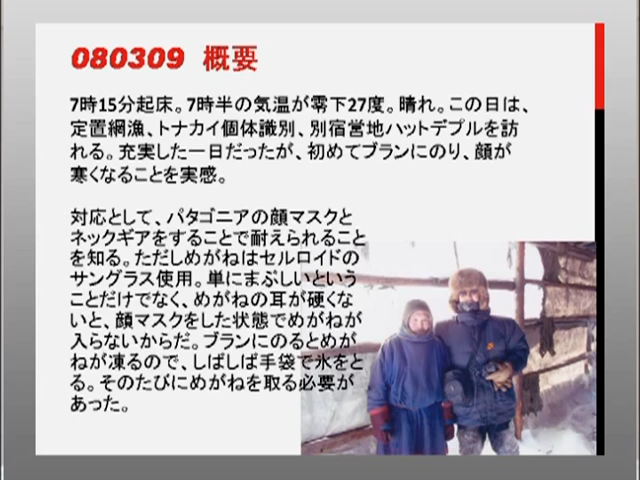 080309 概要
7時15分起床。7時半の気温が零下27度。晴れ。この日は、
定置網漁、トナカイ個体識別、別宿営地ハットデプルを訪
れる。充実した一日だったが、初めてブランにのり、顔が
寒くなることを実感。
対応として、パタゴニアの顔マスクと
ネックギアをすることで耐えられること
を知る。ただしめがねはセルロイドの
サングラス使用。単にまぶしいという
ことだけでなく、めがねの耳が硬くな
いと、顔マスクをした状態でめがねが
入らないからだ。ブランにのるとめが
ねが凍るので、しばしば手袋で氷をと
る。そのたびにめがねを取る必要が
あった。